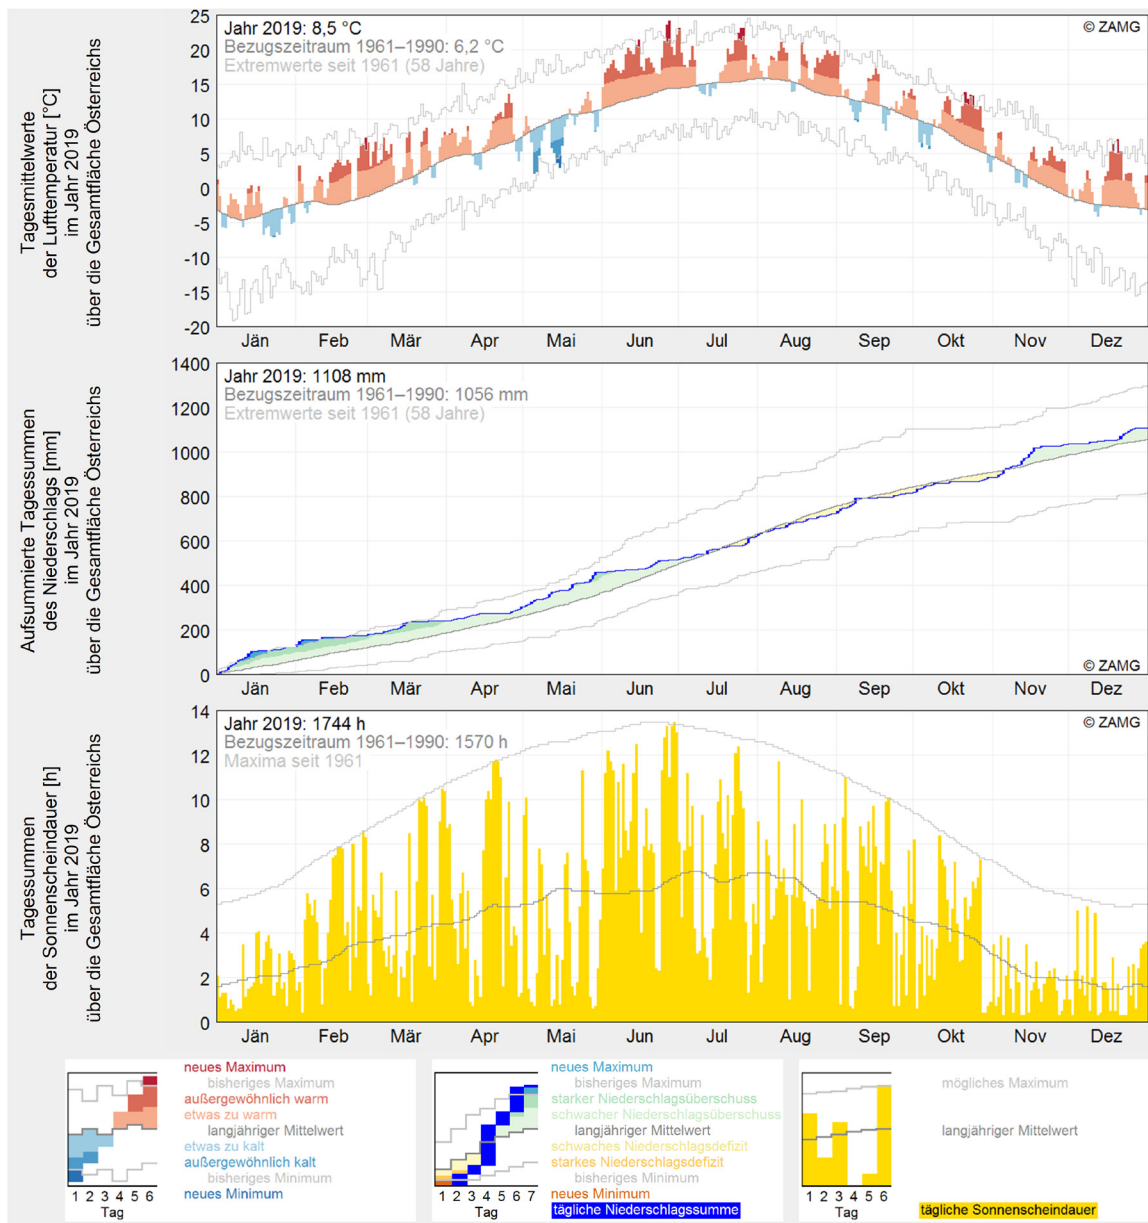 Tagesmittelwerte
der Lufttemperatur [°C]
im Jahr 2019
über die Gesamtfläche Österreichs
25
20
15
10
5
0
-5
-10
-15
-20
Jahr 2019: 8,5 °C
Bezugszeitraum 1961–1990: 6,2 °C
Extremwerte seit 1961 (58 Jahre)
© ZAMG
Jän Feb Mär Apr Mai Jun Jul Aug Sep Okt Nov Dez
Aufsummierte Tagessummen
des Niederschlags [mm]
im Jahr 2019
über die Gesamtfläche Österreichs
1400
1200
1000
800
600
400
200
0
Jahr 2019: 1108 mm
Bezugszeitraum 1961–1990: 1056 mm
Extremwerte seit 1961 (58 Jahre)
© ZAMG
Jän Feb Mär Apr Mai Jun Jul Aug Sep Okt Nov Dez
Tagessummen
der Sonnenscheindauer [h]
im Jahr 2019
über die Gesamtfläche Österreichs
14
12
10
8
6
4
2
0
Jahr 2019: 1744 h
Bezugszeitraum 1961–1990: 1570 h
Maxima seit 1961
© ZAMG
Jän Feb Mär Apr Mai Jun Jul Aug Sep Okt Nov Dez
neues Maximum
bisheriges Maximum
außergewöhnlich warm
etwas zu warm
langjähriger Mittelwert
etwas zu kalt
außergewöhnlich kalt
bisheriges Minimum
neues Minimum
1 2 3 4 5 6
Tag
neues Maximum
bisheriges Maximum
starker Niederschlagsüberschuss
schwacher Niederschlagsüberschuss
langjähriger Mittelwert
schwaches Niederschlagsdefizit
starkes Niederschlagsdefizit
bisheriges Minimum
neues Minimum
tägliche Niederschlagssumme
1 2 3 4 5 6 7
Tag
mögliches Maximum
langjähriger Mittelwert
tägliche Sonnenscheindauer
1 2 3 4 5 6
Tag